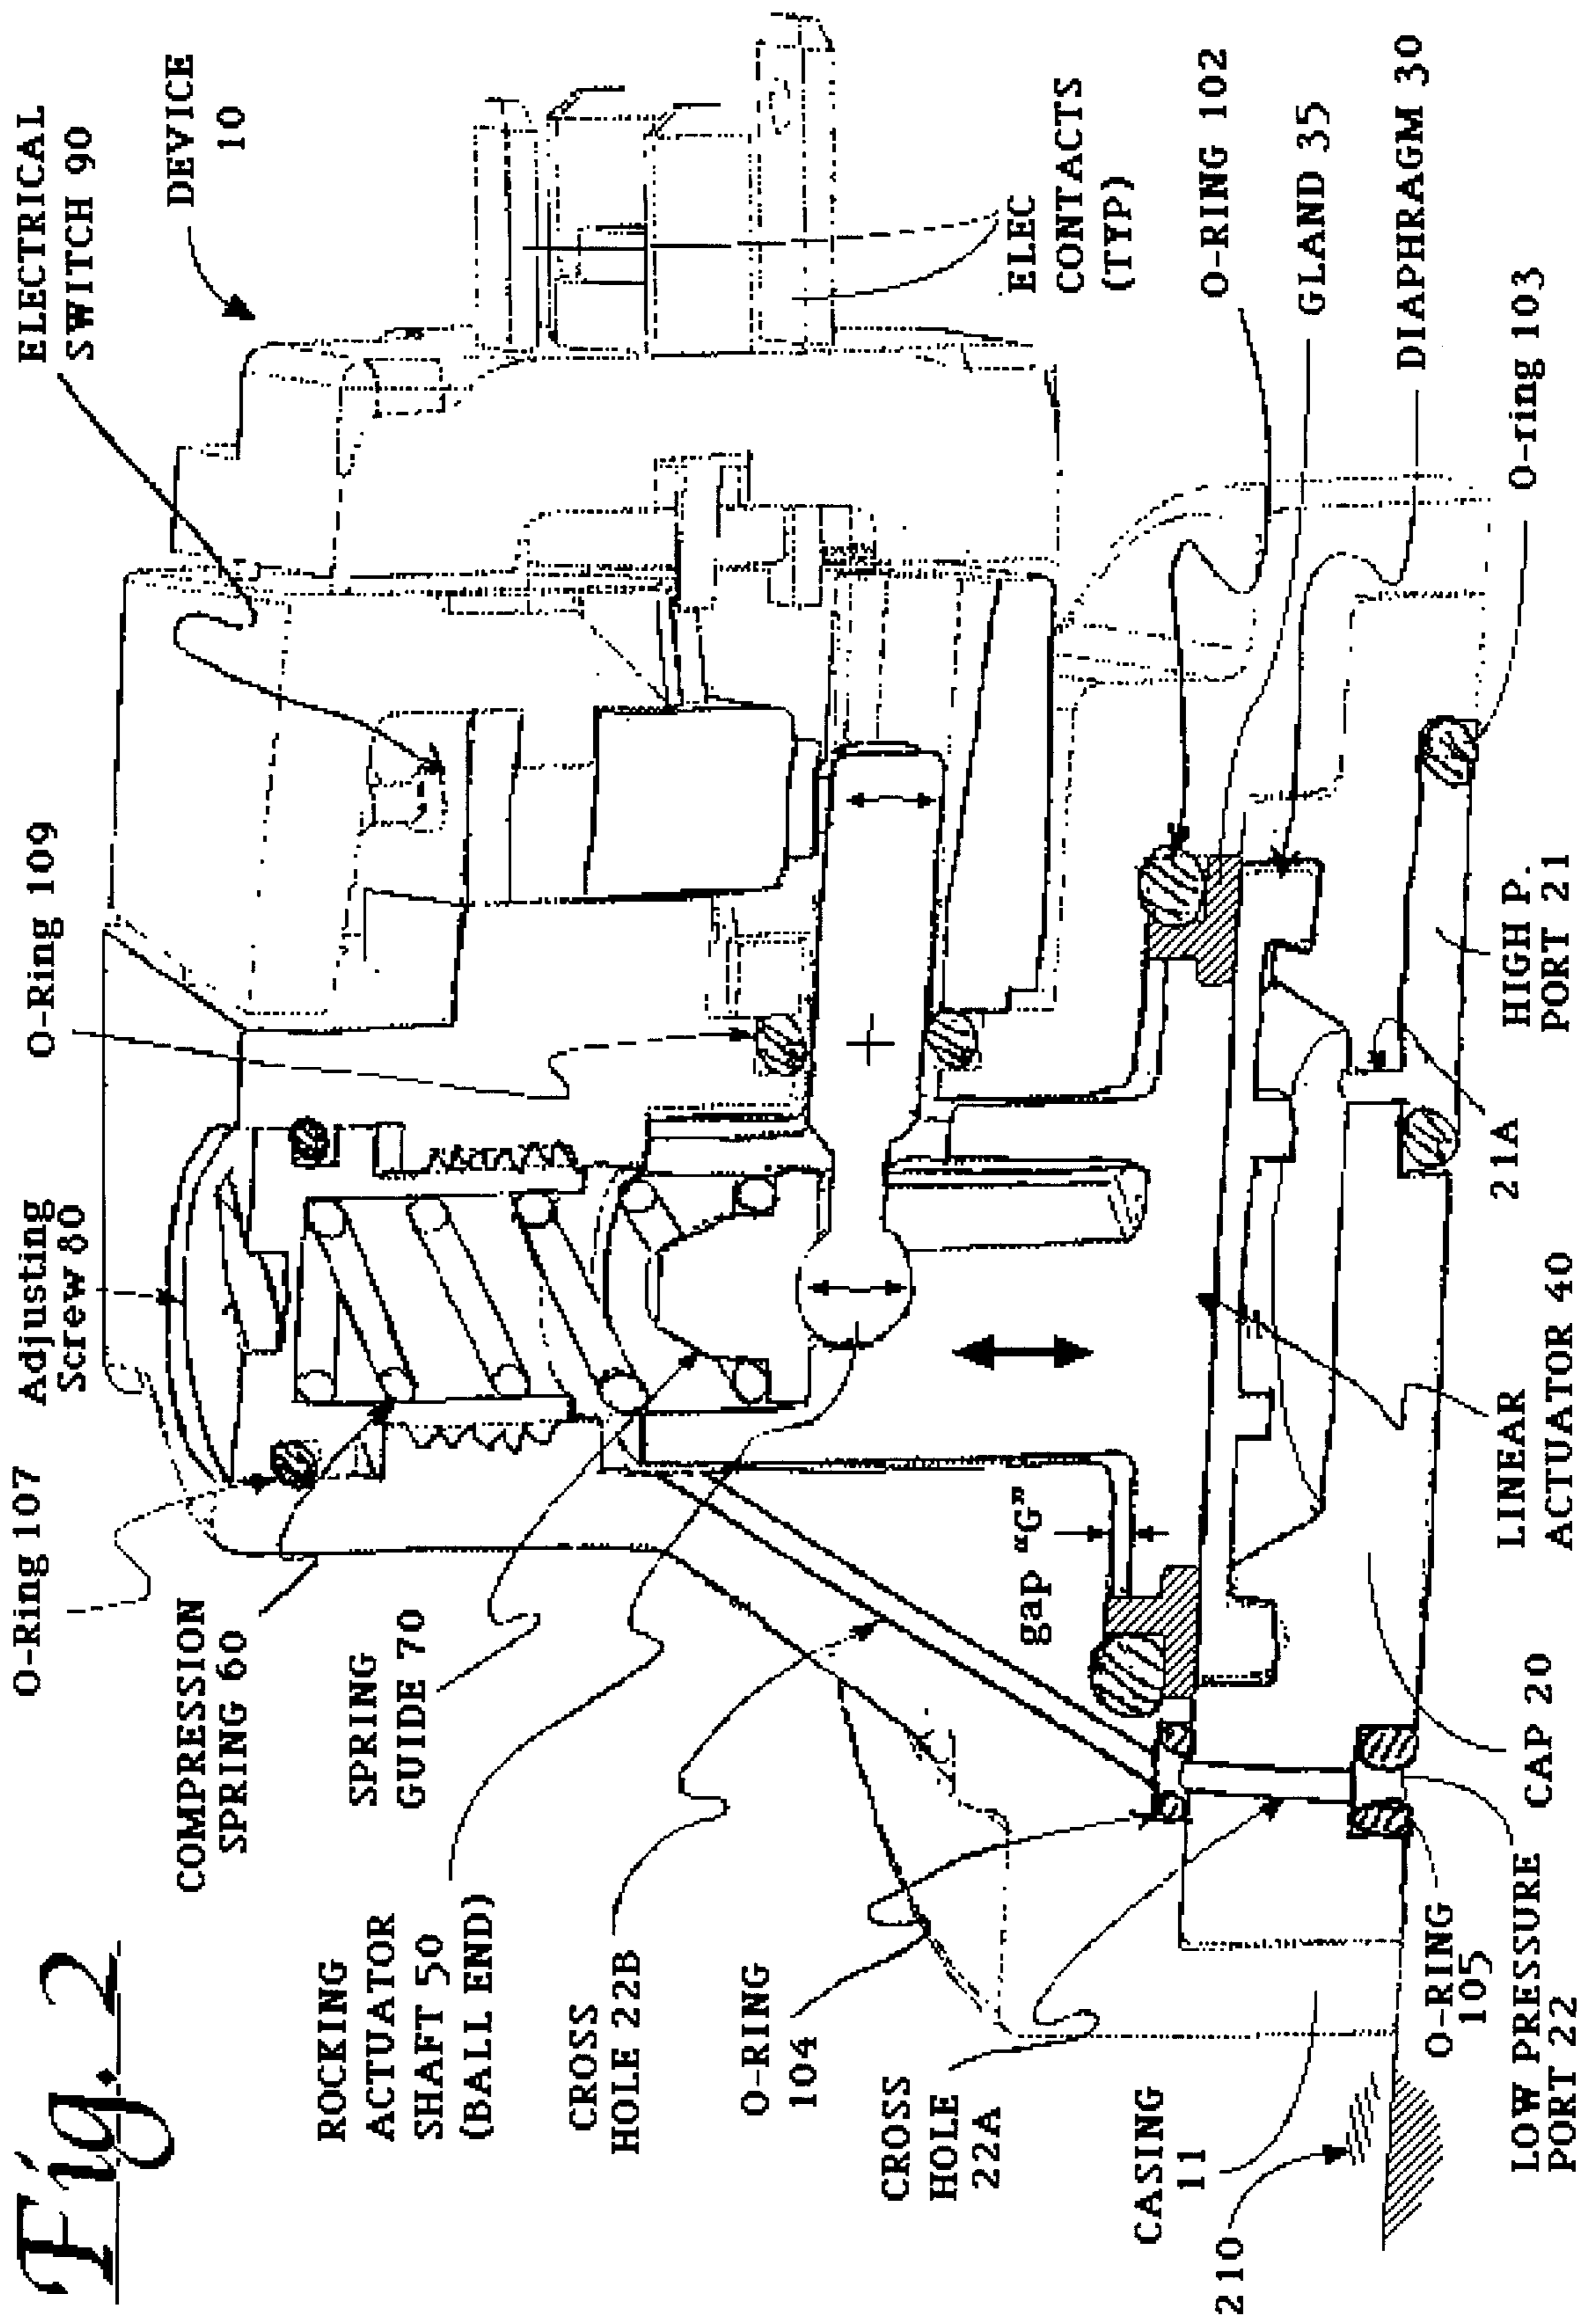 Fig. 2
O-Ring 107
Adjusting
Screw 80
O-Ring 109
ELECTRICAL
SWITCH 90
DEVICE
10
COMPRESSION
SPRING 60
SPRING
GUIDE 70
ROCKING
ACTUATOR
SHAFT 50
(BALL END)
CROSS
HOLE 22B
O-RING
104
CROSS
HOLE
22A
CASING
11
210
gap "G"
ELEC
CONTACTS
(TYP)
O-RING 102
GLAND 35
DIAPHRAGM 30
O-ring 103
HIGH P.
PORT 21
21A
LINEAR
ACTUATOR 40
CAP 20
O-RING
105
LOW PRESSURE
PORT 22